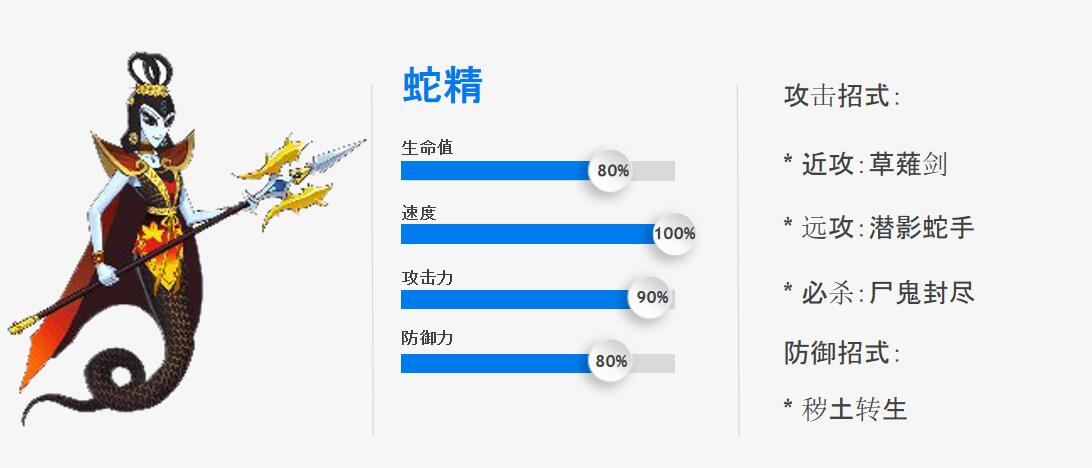 蛇精
生命值
80%
速度
100%
攻击力
90%
防御力
80%
攻击招式:
* 近攻:草薙剑
* 远攻:潜影蛇手
* 必杀:尸鬼封尽
防御招式:
* 秽土转生